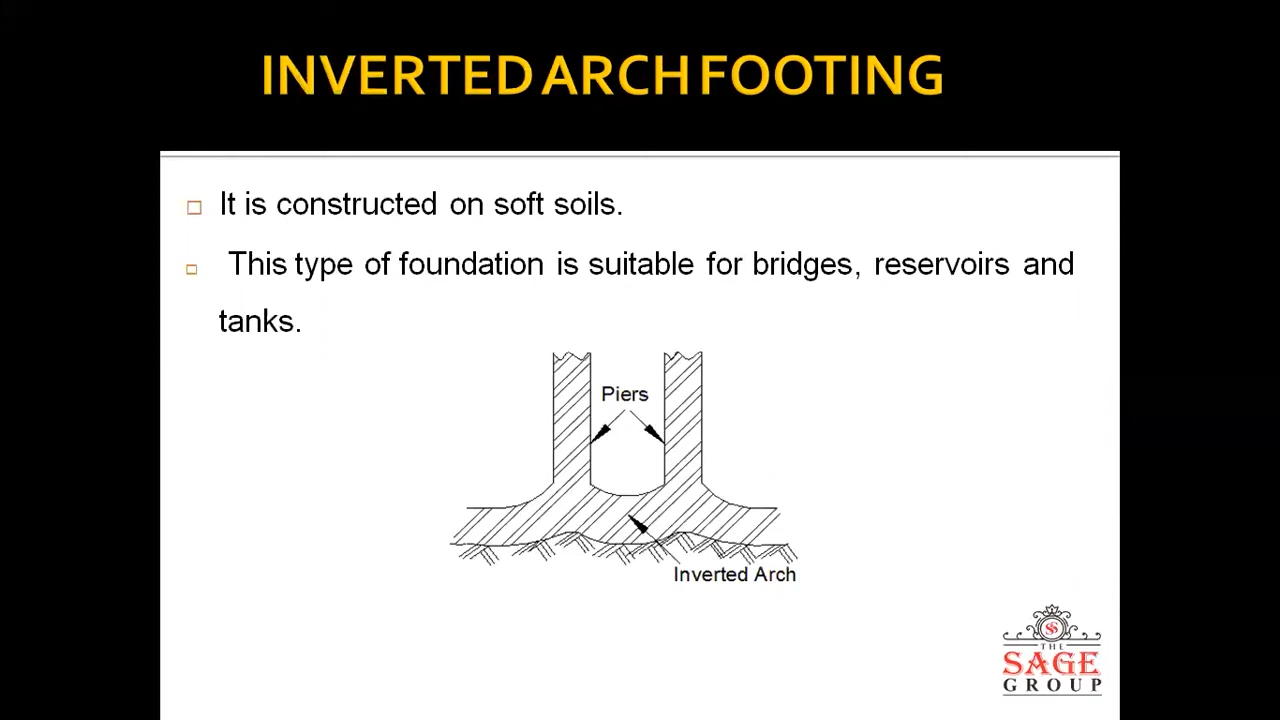 INVERTED ARCH FOOTING
It is constructed on soft soils.
This type of foundation is suitable for bridges, reservoirs and
tanks.
Piers
Inverted Arch
SS
THE
SAGE
GROUP